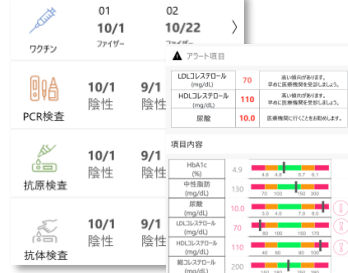 01 02
10/1 10/22
ワクチン ファイザー
PCR検査 10/1 9/1
陰性 陰性
抗原検査 10/1 9/1
陰性 陰性
抗体検査 10/1 9/1
陰性 陰性
アラート項目
LDLコレステロール (mg/dL) 70 高い傾向があります。
早めに医療機関を受診しましょう。
HDLコレステロール (mg/dL) 110 高い傾向があります。
早めに医療機関を受診しましょう。
尿酸 10.0 医療機関に行くことをお勧めします。
項目内容
HbA1c (%) 4.9
中性脂肪 (mg/dL) 130
尿酸 (mg/dL) 10.0
LDLコレステロール (mg/dL) 70
HDLコレステロール (mg/dL) 110
総コレステロール (mg/dL) 200